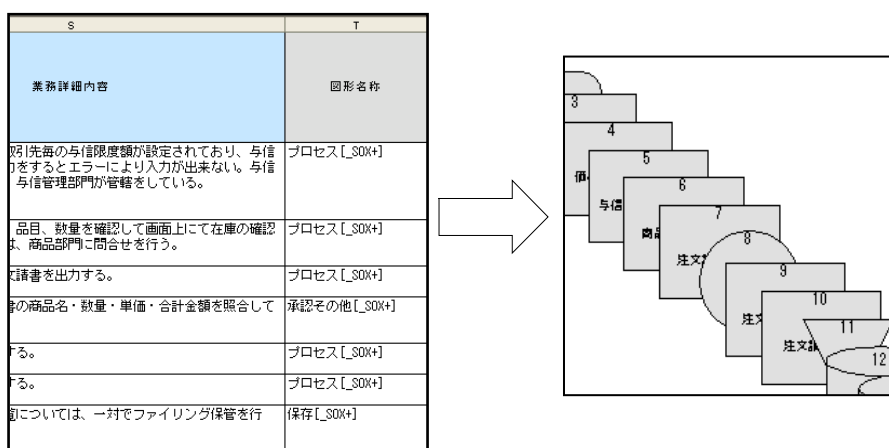 S
T
業務詳細内容
図形名称
取引先毎の与信限度額が設定されており、与信
力をするとエラーにより入力が出来ない。与信
与信管理部門が管轄をしている。
プロセス[_SOX+]
品目、数量を確認して画面上にて在庫の確認
は、商品部門に問合せを行う。
プロセス[_SOX+]
文請書を出力する。
プロセス[_SOX+]
書の商品名・数量・単価・合計金額を照合して
承認その他[_SOX+]
する。
プロセス[_SOX+]
する。
プロセス[_SOX+]
管については、一対でファイリング保管を行
保存[_SOX+]
3
4
価
5
与信
6
商品
7
注文
8
9
注文
10
注文請
11
12